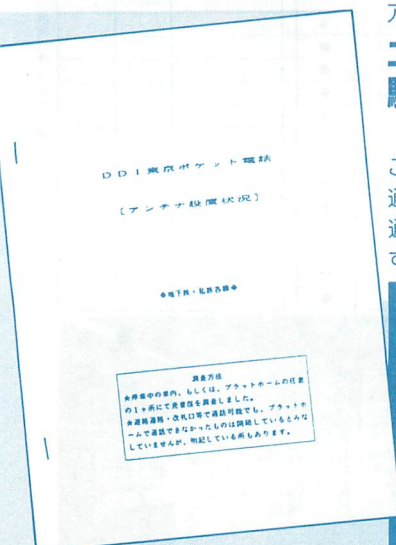 DDI東京ポケット電話
［アンテナ設置状況］
◆地下鉄・私鉄各線◆
調査方法
★停車中の車内、もしくは、プラットホームの任意
の1ヶ所にて発着信を調査しました。
★連絡通路・改札口等で通話可能でも、プラットホ
ームで通話できなかったものは開局しているとみな
していませんが、明記している所もあります。